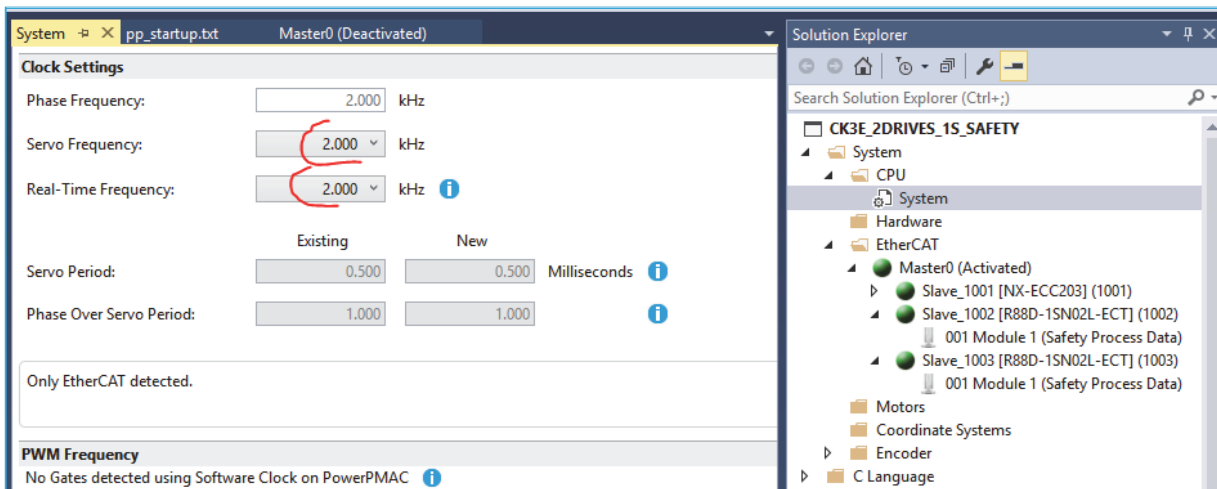 System
pp_startup.txt
Master0 (Deactivated)
Clock Settings
Phase Frequency: 2.000 kHz
Servo Frequency: 2.000 kHz
Real-Time Frequency: 2.000 kHz
Existing New
Servo Period: 0.500 0.500 Milliseconds
Phase Over Servo Period: 1.000 1.000
Only EtherCAT detected.
PWM Frequency
No Gates detected using Software Clock on PowerPMAC
Solution Explorer
Search Solution Explorer (Ctrl+;)
CK3E_2DRIVES_1S_SAFETY
System
CPU
System
Hardware
EtherCAT
Master0 (Activated)
Slave_1001 [NX-ECC203] (1001)
Slave_1002 [R88D-1SN02L-ECT] (1002)
001 Module 1 (Safety Process Data)
Slave_1003 [R88D-1SN02L-ECT] (1003)
001 Module 1 (Safety Process Data)
Motors
Coordinate Systems
Encoder
C Language